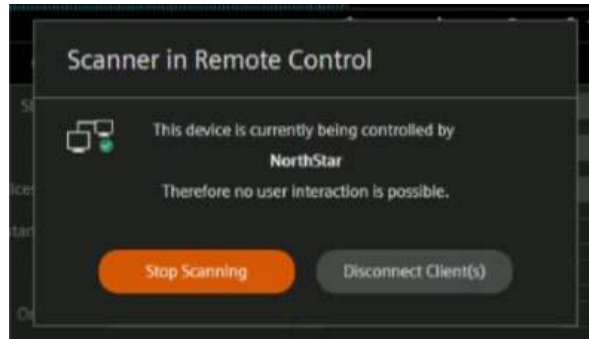 Scanner in Remote Control
This device is currently being controlled by
NorthStar
Therefore no user interaction is possible.
Stop Scanning
Disconnect Client(s)